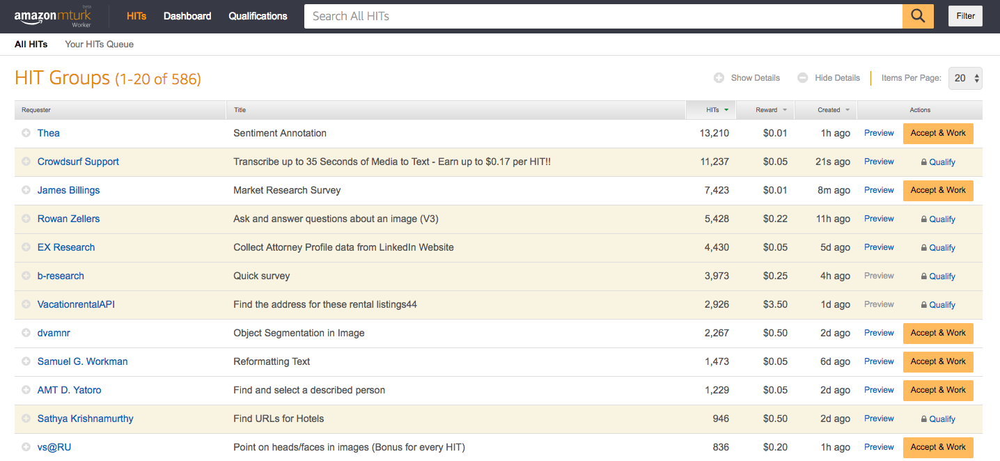 beta
amazonmturk
Worker
HITs Dashboard Qualifications Search All HITs Filter
All HITs Your HITs Queue
HIT Groups (1-20 of 586) Show Details Hide Details Items Per Page: 20
Requester Title HITs Reward Created Actions
Thea Sentiment Annotation 13,210 $0.01 1h ago Preview Accept & Work
Crowdsurf Support Transcribe up to 35 Seconds of Media to Text - Earn up to $0.17 per HIT!! 11,237 $0.05 21s ago Preview Qualify
James Billings Market Research Survey 7,423 $0.01 8m ago Preview Accept & Work
Rowan Zellers Ask and answer questions about an image (V3) 5,428 $0.22 11h ago Preview Qualify
EX Research Collect Attorney Profile data from LinkedIn Website 4,430 $0.05 5d ago Preview Qualify
b-research Quick survey 3,973 $0.25 4h ago Preview Qualify
VacationrentalAPI Find the address for these rental listings44 2,926 $3.50 1d ago Preview Qualify
dvamnr Object Segmentation in Image 2,267 $0.50 2d ago Preview Accept & Work
Samuel G. Workman Reformatting Text 1,473 $0.05 6d ago Preview Accept & Work
AMT D. Yatoro Find and select a described person 1,229 $0.05 2d ago Preview Accept & Work
Sathya Krishnamurthy Find URLs for Hotels 946 $0.50 2d ago Preview Qualify
vs@RU Point on heads/faces in images (Bonus for every HIT) 836 $0.20 1h ago Preview Accept & Work